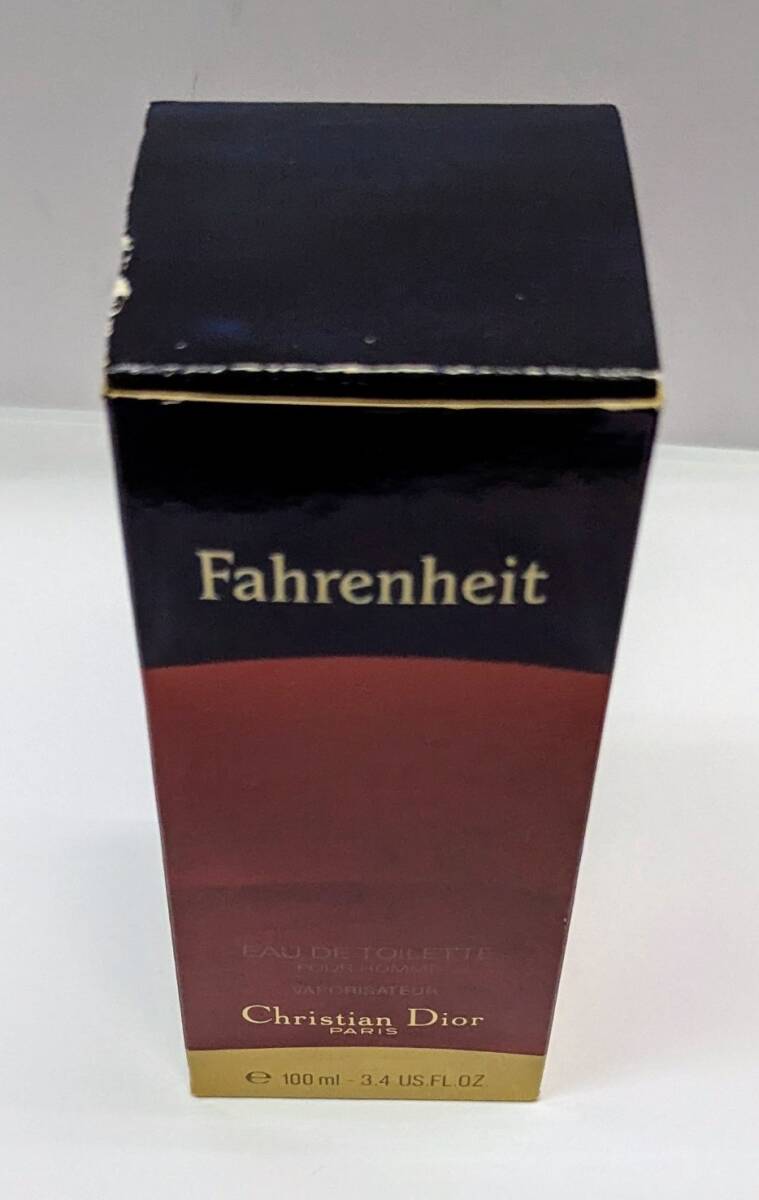 Fahrenheit
EAU DE TOILETTE
POUR HOMME
VAPORISATEUR
Christian Dior
PARIS
℮ 100 ml - 3.4 US.FL.OZ.